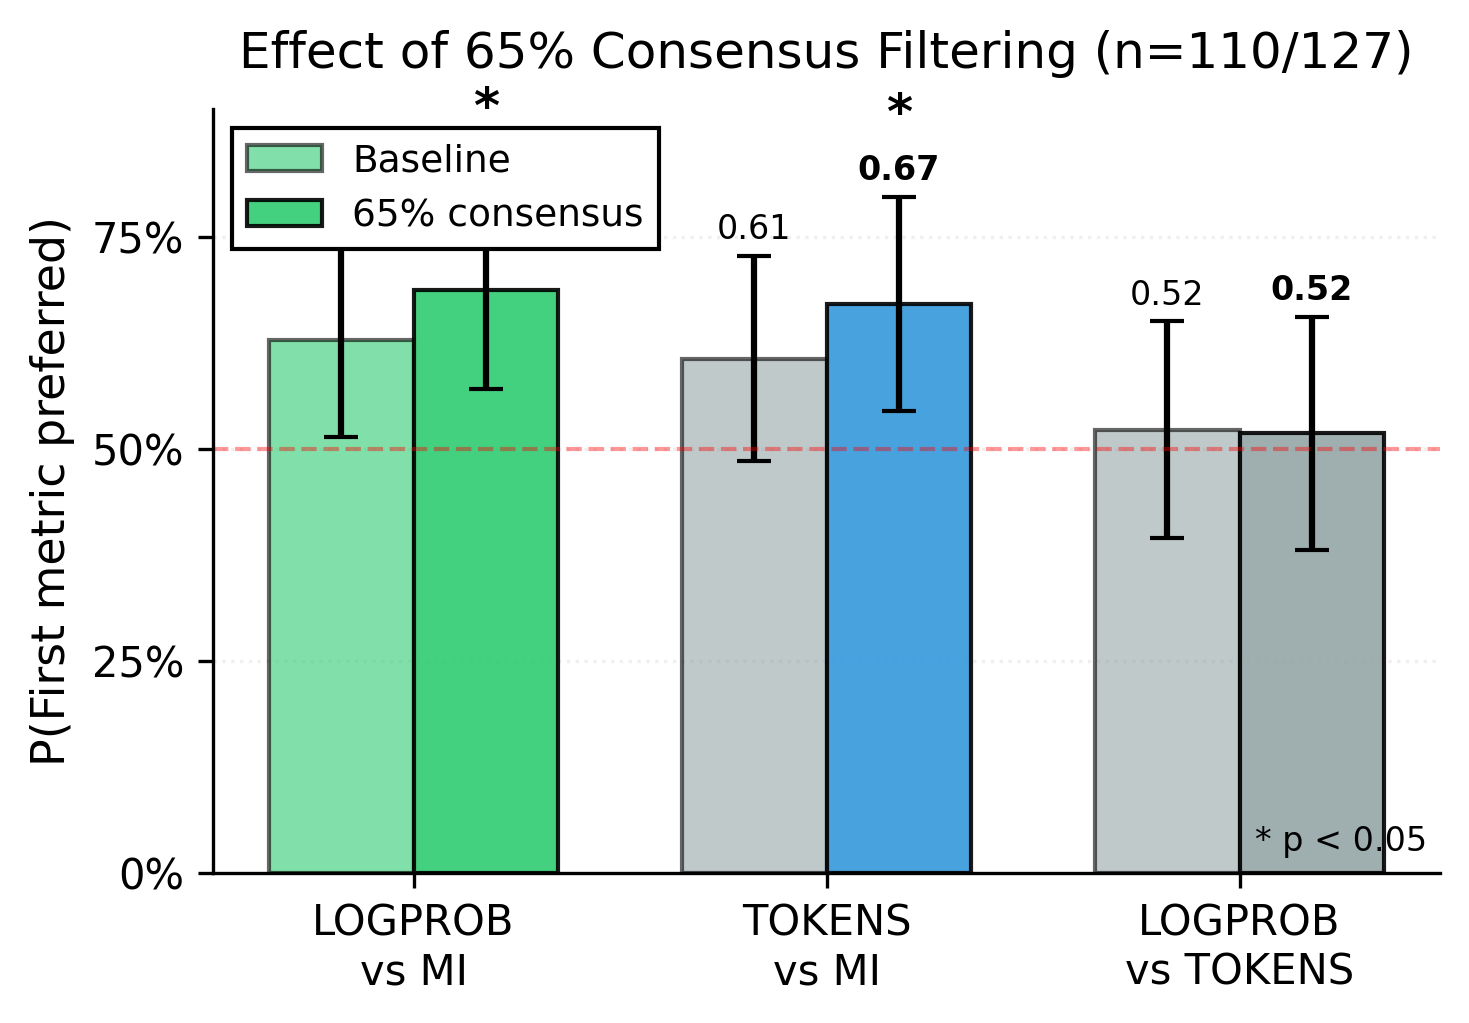 Effect of 65% Consensus Filtering (n=110/127)
*
*
Baseline
65% consensus
0.67
0.61
0.52
0.52
75%
50%
25%
0%
P(First metric preferred)
* p < 0.05
LOGPROB
vs MI
TOKENS
vs MI
LOGPROB
vs TOKENS